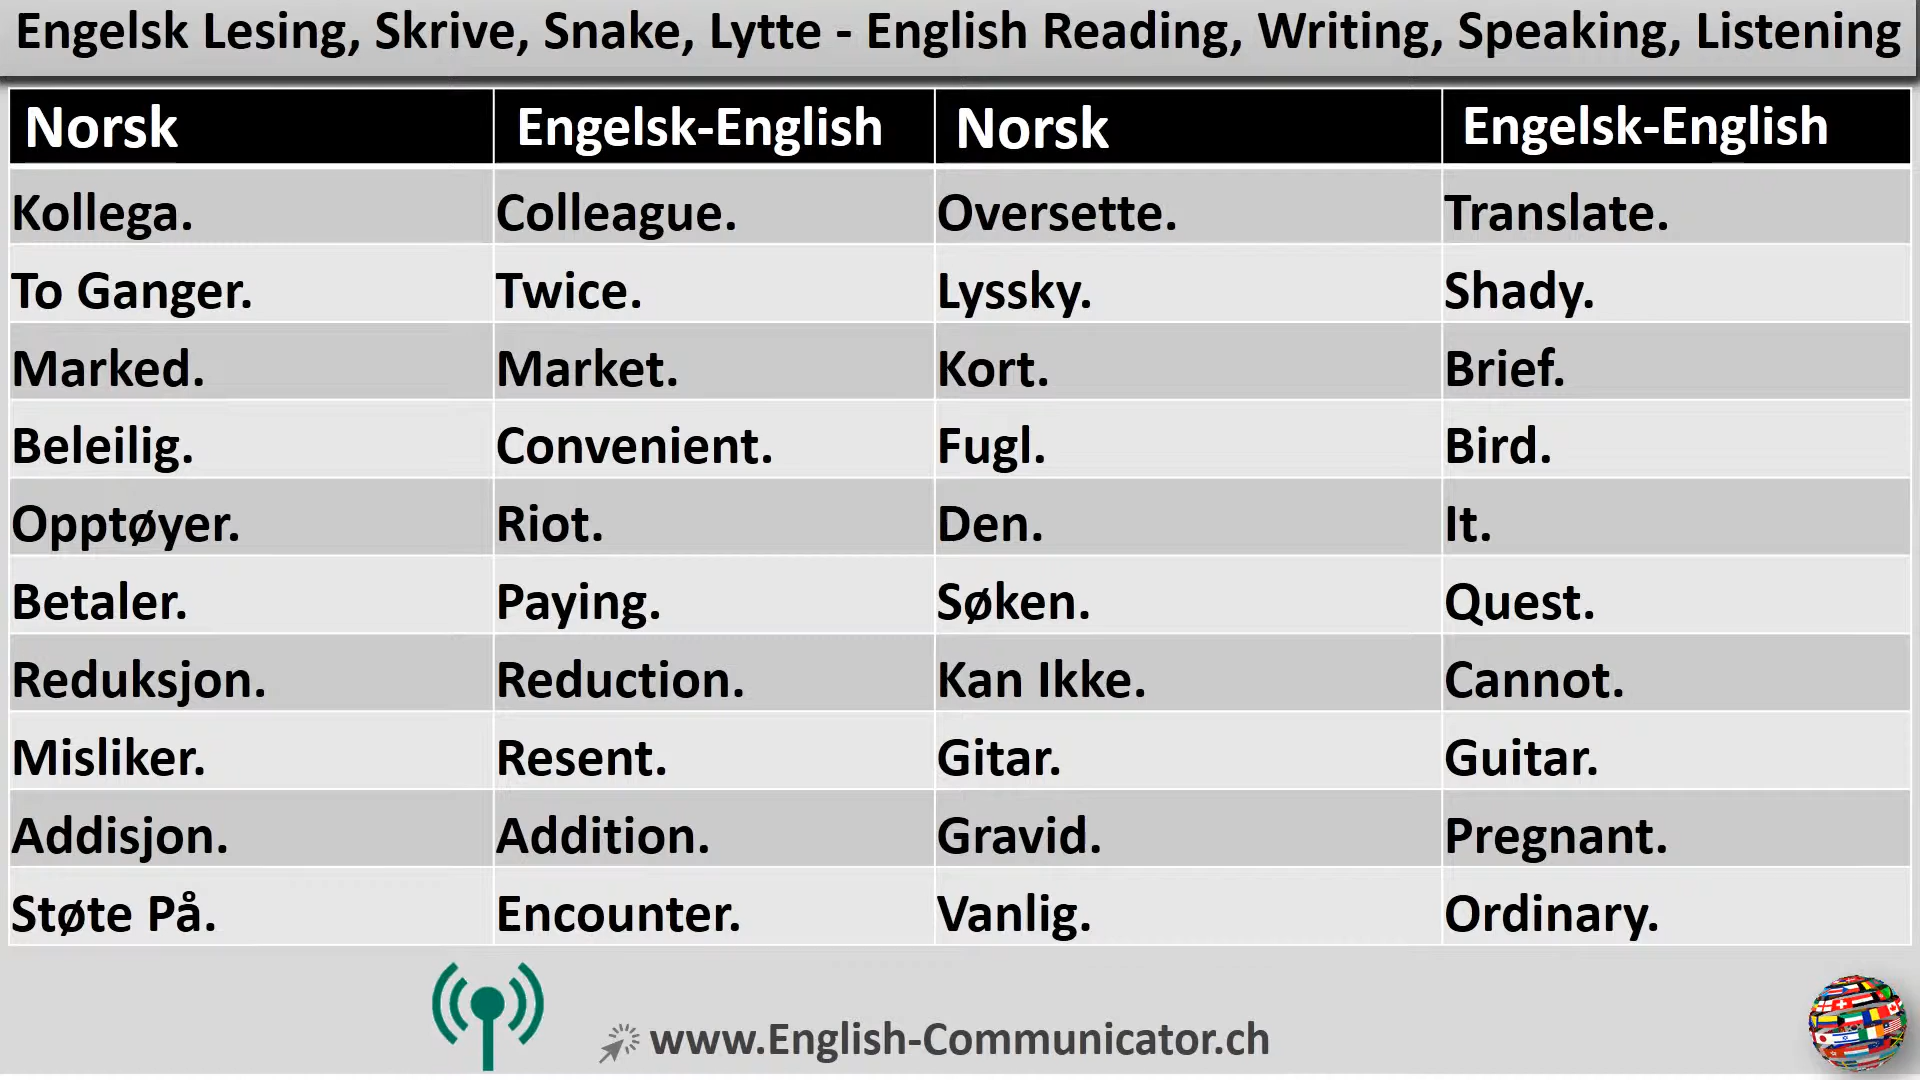 Engelsk Lesing, Skrive, Snake, Lytte - English Reading, Writing, Speaking, Listening
Norsk Engelsk-English Norsk Engelsk-English
Kollega. Colleague. Oversette. Translate.
To Ganger. Twice. Lyssky. Shady.
Marked. Market. Kort. Brief.
Beleilig. Convenient. Fugl. Bird.
Opptøyer. Riot. Den. It.
Betaler. Paying. Søken. Quest.
Reduksjon. Reduction. Kan Ikke. Cannot.
Misliker. Resent. Gitar. Guitar.
Addisjon. Addition. Gravid. Pregnant.
Støte På. Encounter. Vanlig. Ordinary.
www.English-Communicator.ch